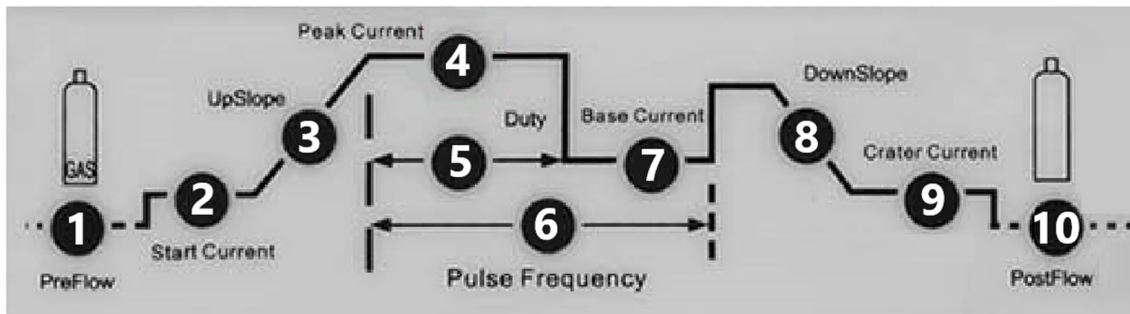 Peak Current
4
UpSlope
3
DownSlope
8
Duty
Base Current
5
7
GAS
Crater Current
2
9
1
6
10
Start Current
PreFlow
Pulse Frequency
PostFlow